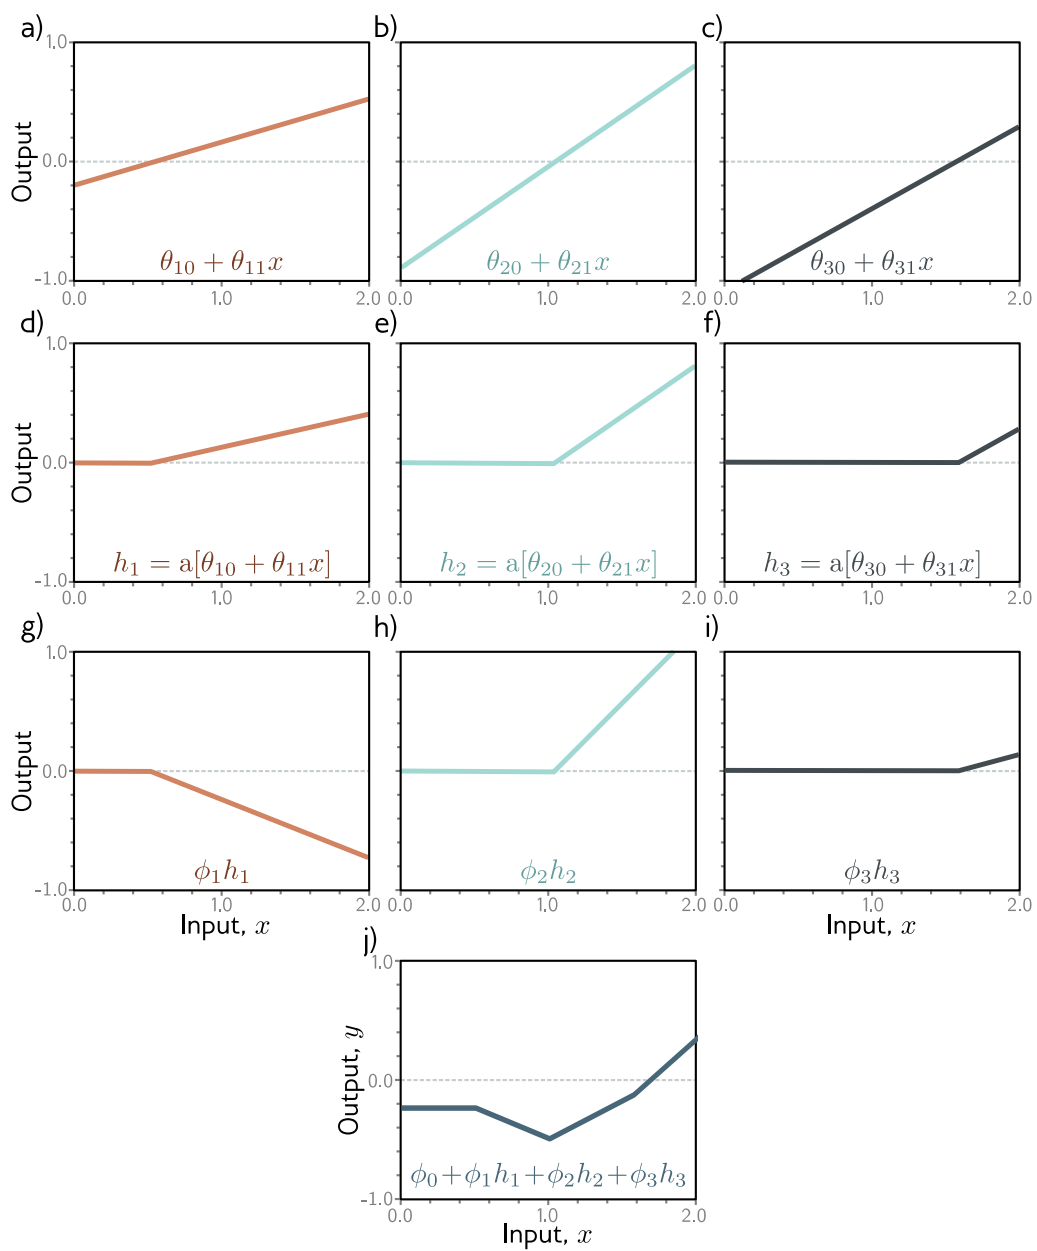 a)
b)
c)
1.0
Output
0.0
-1.0
θ₁₀ + θ₁₁x
θ₂₀ + θ₂₁x
θ₃₀ + θ₃₁x
0.0 1.0 2.0
0.0 1.0 2.0
0.0 1.0 2.0
d)
e)
f)
1.0
Output
0.0
-1.0
h₁ = a[θ₁₀ + θ₁₁x]
h₂ = a[θ₂₀ + θ₂₁x]
h₃ = a[θ₃₀ + θ₃₁x]
0.0 1.0 2.0
0.0 1.0 2.0
0.0 1.0 2.0
g)
h)
i)
1.0
Output
0.0
-1.0
ϕ₁h₁
ϕ₂h₂
ϕ₃h₃
0.0 1.0 2.0
0.0 1.0 2.0
0.0 1.0 2.0
Input, x
Input, x
j)
1.0
Output, y
0.0
-1.0
ϕ₀+ϕ₁h₁+ϕ₂h₂+ϕ₃h₃
0.0 1.0 2.0
Input, x